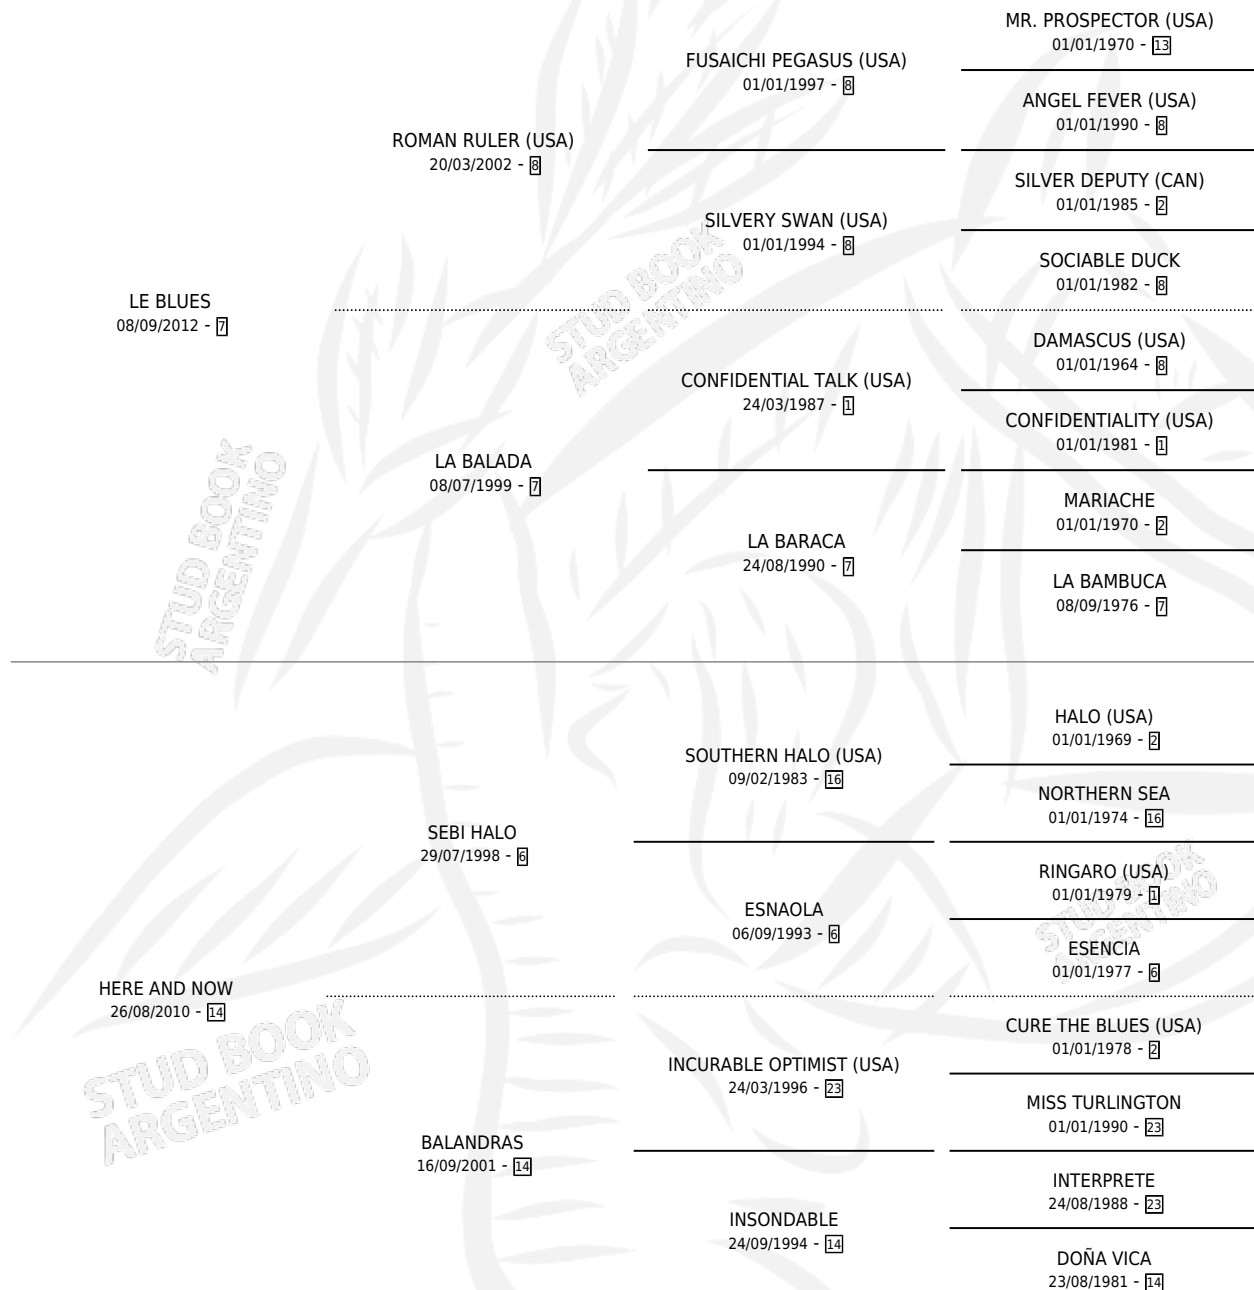 MR. PROSPECTOR (USA)
01/01/1970 - 13
FUSAICHI PEGASUS (USA)
01/01/1997 - 8
ANGEL FEVER (USA)
01/01/1990 - 8
ROMAN RULER (USA)
20/03/2002 - 8
SILVER DEPUTY (CAN)
01/01/1985 - 2
SILVERY SWAN (USA)
01/01/1994 - 8
SOCIABLE DUCK
01/01/1982 - 8
LE BLUES
08/09/2012 - 7
STUD BOOK
ARGENTINO
DAMASCUS (USA)
01/01/1964 - 8
CONFIDENTIAL TALK (USA)
24/03/1987 - 1
CONFIDENTIALITY (USA)
01/01/1981 - 1
LA BALADA
08/07/1999 - 7
MARIACHE
01/01/1970 - 2
LA BARACA
24/08/1990 - 7
LA BAMBUCA
08/09/1976 - 7
STUD BOOK
ARGENTINO
HALO (USA)
01/01/1969 - 2
SOUTHERN HALO (USA)
09/02/1983 - 16
NORTHERN SEA
01/01/1974 - 16
SEBI HALO
29/07/1998 - 6
RINGARO (USA)
01/01/1979 - 1
ESNAOLA
06/09/1993 - 6
ESENCIA
01/01/1977 - 6
STUD BOOK
ARGENTINO
HERE AND NOW
26/08/2010 - 14
CURE THE BLUES (USA)
01/01/1978 - 2
INCURABLE OPTIMIST (USA)
24/03/1996 - 23
MISS TURLINGTON
01/01/1990 - 23
STUD BOOK
ARGENTINO
BALANDRAS
16/09/2001 - 14
INTERPRETE
24/08/1988 - 23
INSONDABLE
24/09/1994 - 14
DOÑA VICA
23/08/1981 - 14